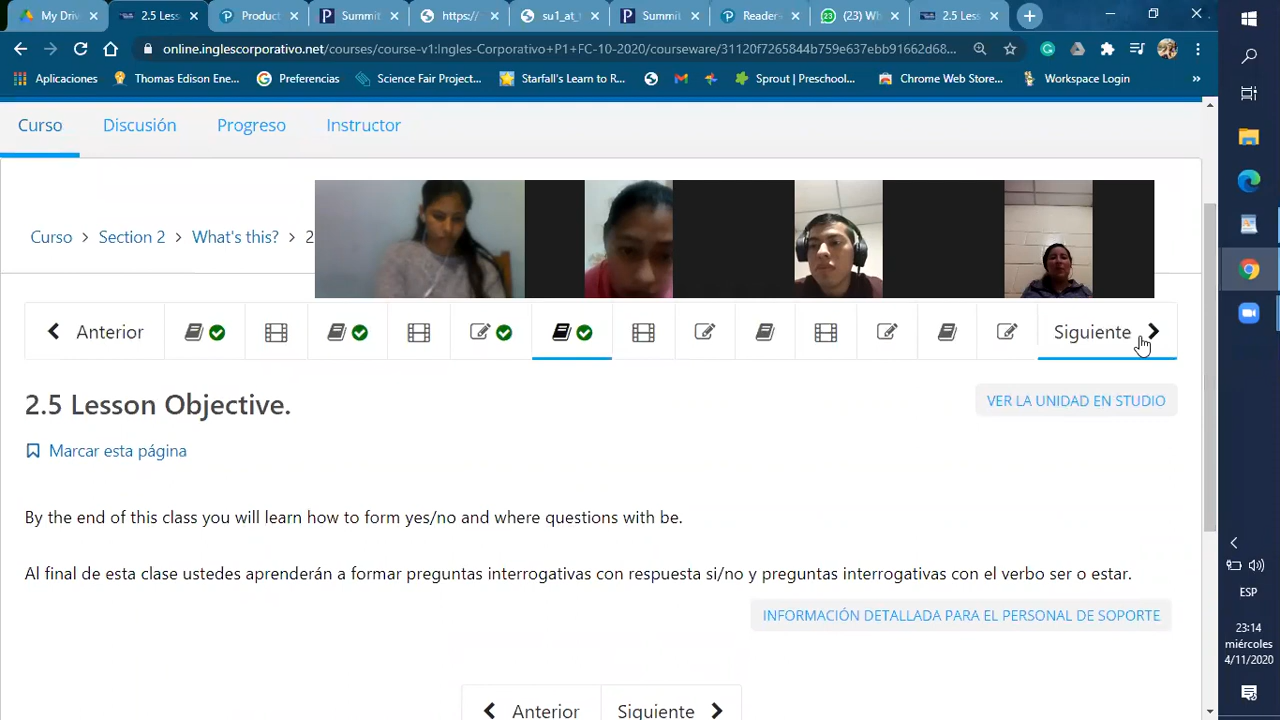 My Driv
2.5 Less
Product
Summit
https://
su1_at_t
Summit
Reader+
(23) Wh
2.5 Less
online.inglescorporativo.net/courses/course-v1:Ingles-Corporativo+P1+FC-10-2020/courseware/31120f7265844b759e637ebb91662d68...
Aplicaciones
Thomas Edison Ene...
Preferencias
Science Fair Project...
Starfall's Learn to R...
Sprout | Preschool...
Chrome Web Store...
Workspace Login
»
Curso
Discusión
Progreso
Instructor
Curso > Section 2 > What's this? > 2
Anterior
Siguiente
2.5 Lesson Objective.
VER LA UNIDAD EN STUDIO
Marcar esta página
By the end of this class you will learn how to form yes/no and where questions with be.
Al final de esta clase ustedes aprenderán a formar preguntas interrogativas con respuesta si/no y preguntas interrogativas con el verbo ser o estar.
INFORMACIÓN DETALLADA PARA EL PERSONAL DE SOPORTE
Anterior
Siguiente
ESP
23:14
miércoles
4/11/2020